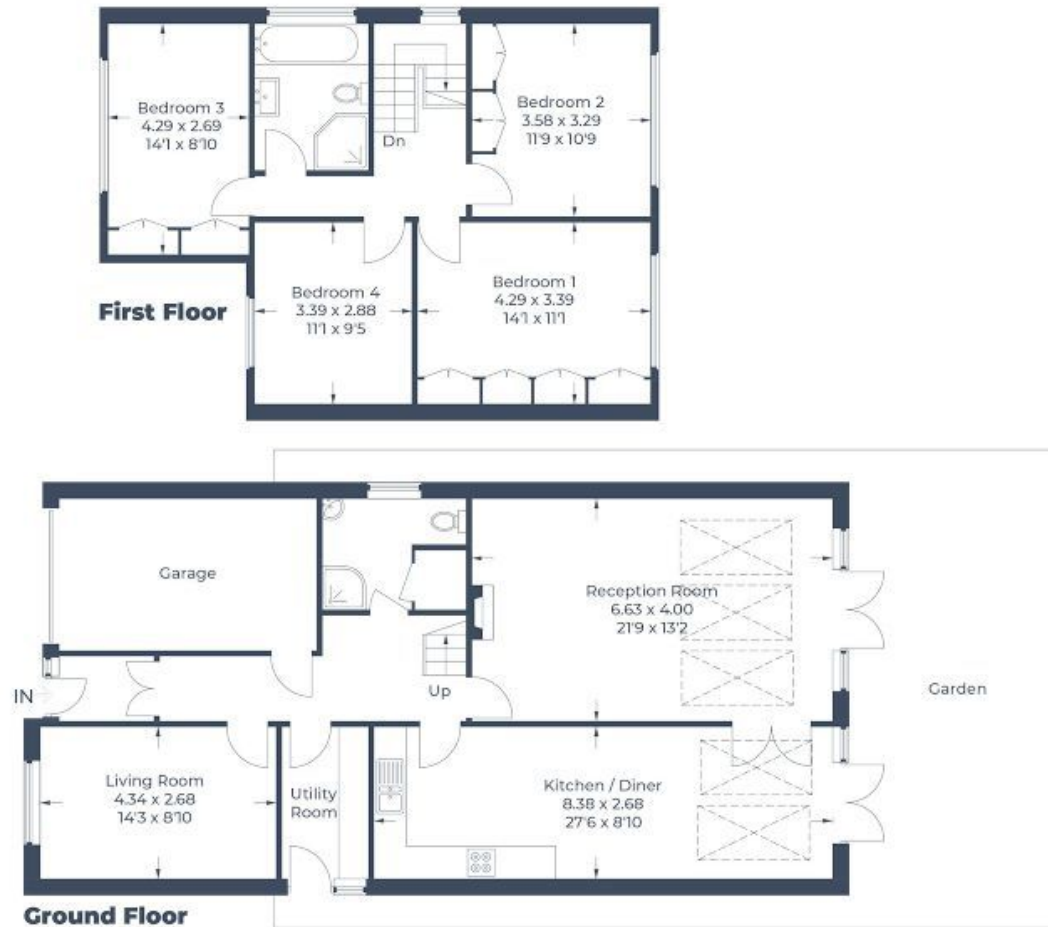 Bedroom 3
4.29 x 2.69
14'1 x 8'10
Dn
Bedroom 2
3.58 x 3.29
11'9 x 10'9
First Floor
Bedroom 4
3.39 x 2.88
11'1 x 9'5
Bedroom 1
4.29 x 3.39
14'1 x 11'1
Garage
Reception Room
6.63 x 4.00
21'9 x 13'2
IN
Up
Garden
Living Room
4.34 x 2.68
14'3 x 8'10
Utility
Room
Kitchen / Diner
8.38 x 2.68
27'6 x 8'10
Ground Floor